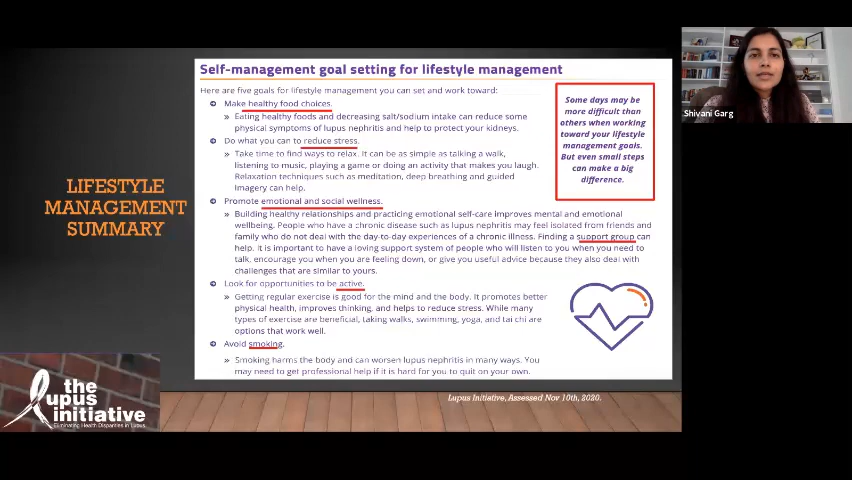 Self-management goal setting for lifestyle management
Here are five goals for lifestyle management you can set and work toward:
Make healthy food choices.
» Eating healthy foods and decreasing salt/sodium intake can reduce some
physical symptoms of lupus nephritis and help to protect your kidneys.
Do what you can to reduce stress.
» Take time to find ways to relax. It can be as simple as talking a walk,
listening to music, playing a game or doing an activity that makes you laugh.
Relaxation techniques such as meditation, deep breathing and guided
imagery can help.
Promote emotional and social wellness.
» Building healthy relationships and practicing emotional self-care improves mental and emotional
wellbeing. People who have a chronic disease such as lupus nephritis may feel isolated from friends and
family who do not deal with the day-to-day experiences of a chronic illness. Finding a support group can
help. It is important to have a loving support system of people who will listen to you when you need to
talk, encourage you when you are feeling down, or give you useful advice because they also deal with
challenges that are similar to yours.
Look for opportunities to be active.
» Getting regular exercise is good for the mind and the body. It promotes better
physical health, improves thinking, and helps to reduce stress. While many
types of exercise are beneficial, taking walks, swimming, yoga, and tai chi are
options that work well.
Avoid smoking.
» Smoking harms the body and can worsen lupus nephritis in many ways. You
may need to get professional help if it is hard for you to quit on your own.
Some days may be
more difficult than
others when working
toward your lifestyle
management goals.
But even small steps
can make a big
difference.
Shivani Garg
LIFESTYLE
MANAGEMENT
SUMMARY
the
lupus
initiative
Eliminating Health Disparities in Lupus
Lupus Initiative, Assessed Nov 10th, 2020.